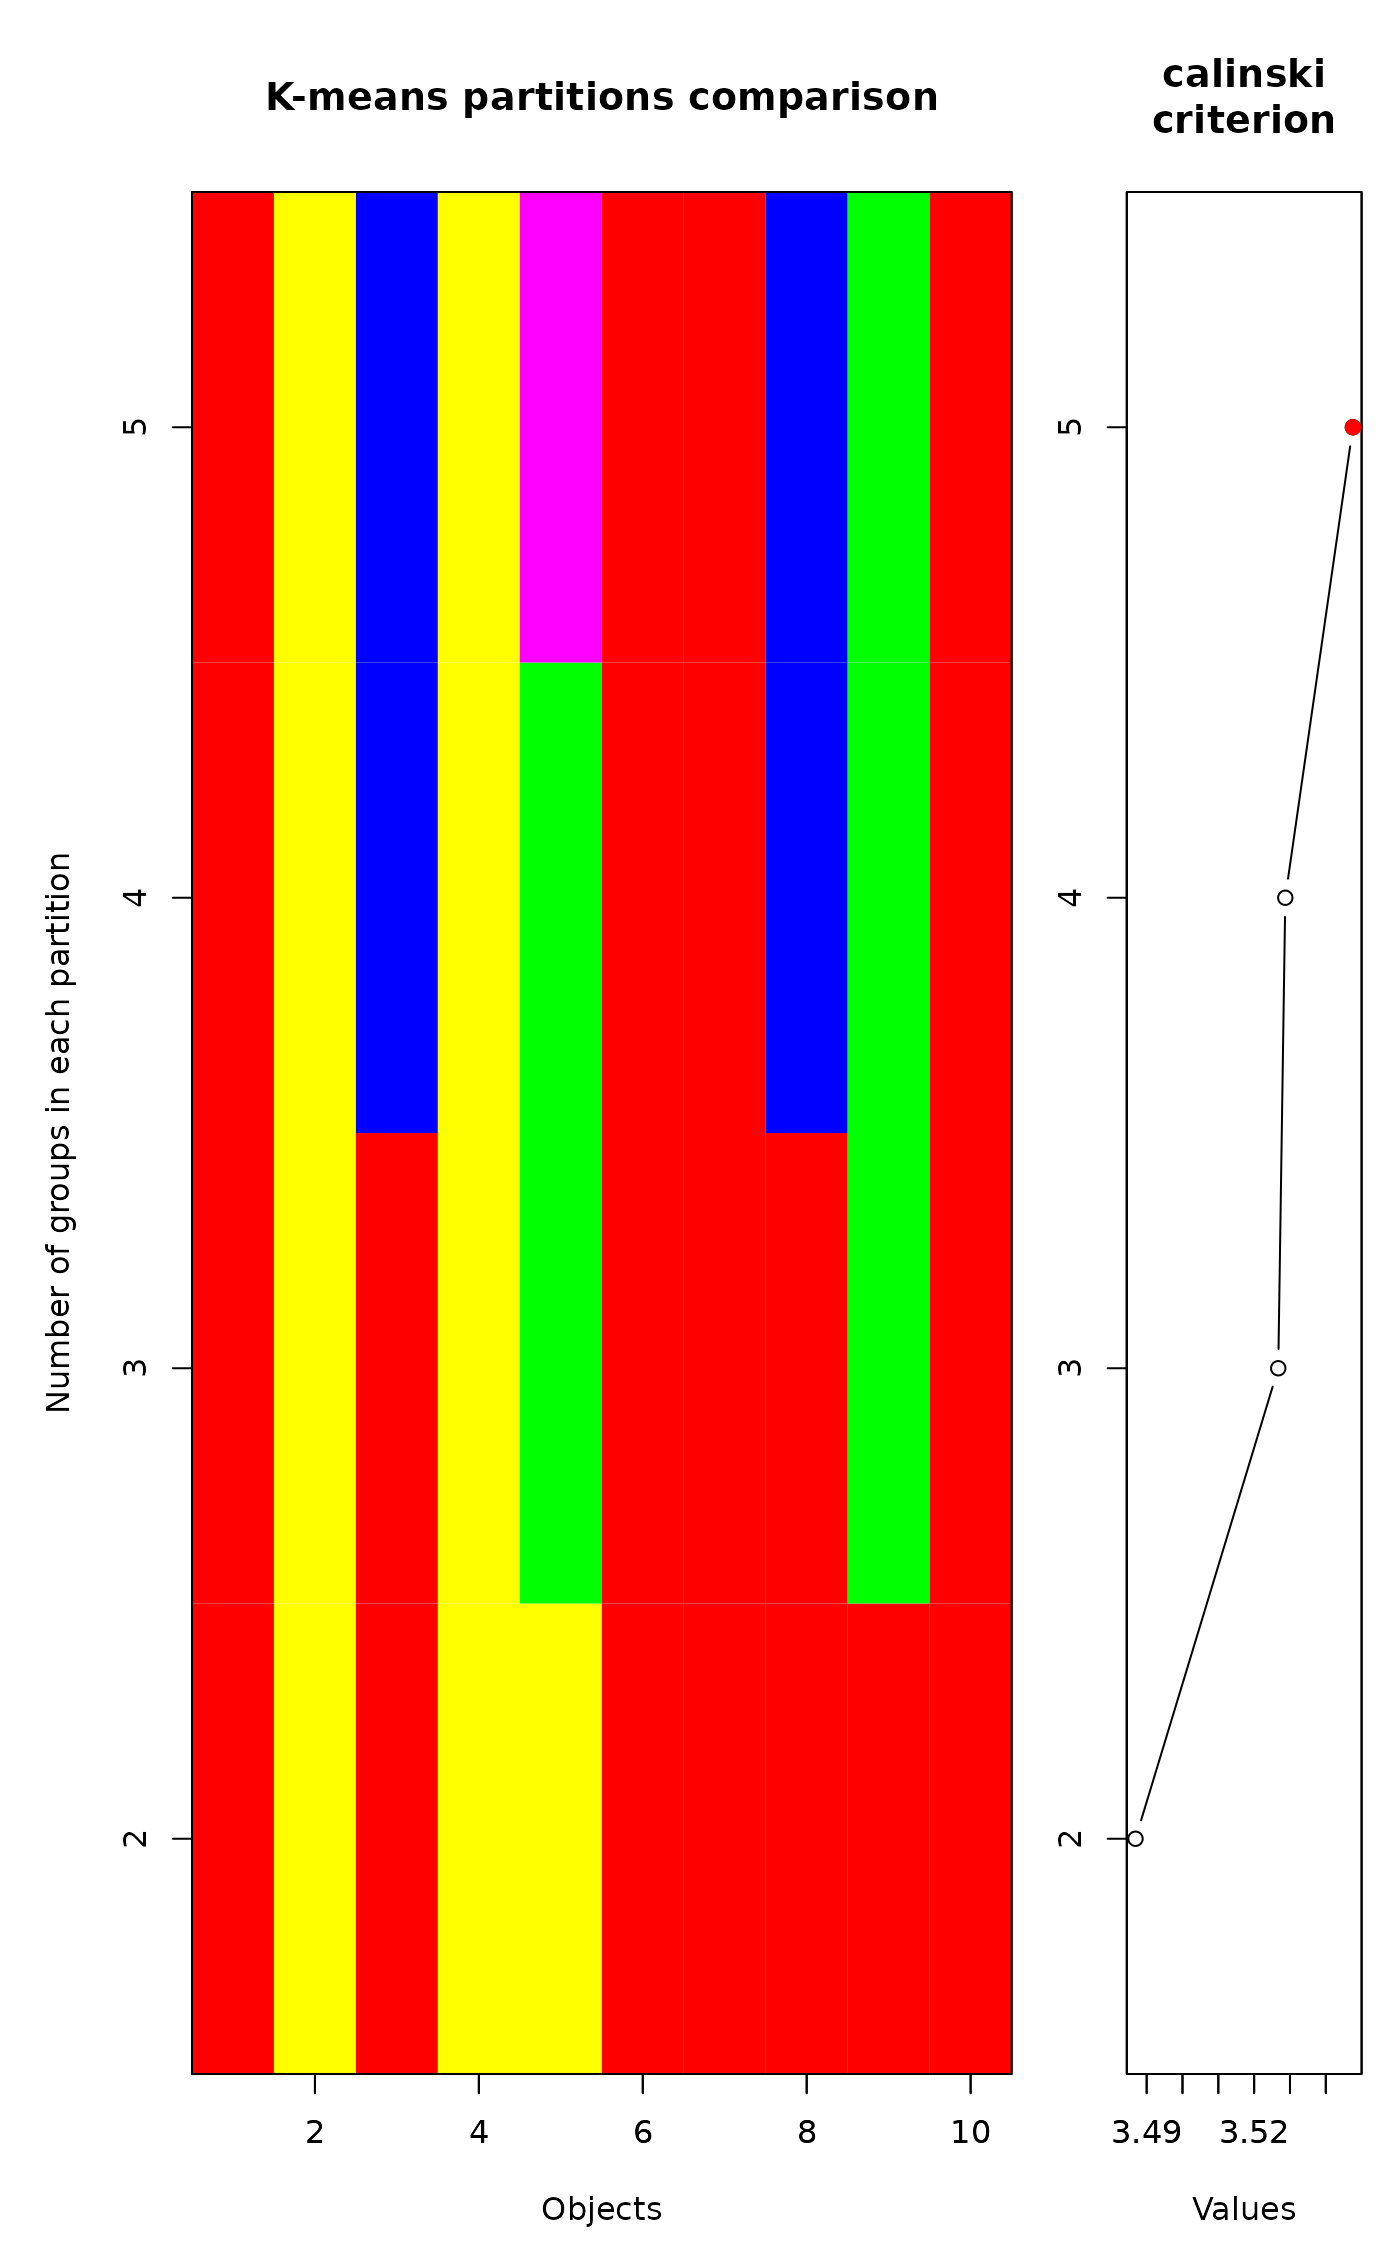 K-means partitions comparison
calinski
criterion
Number of groups in each partition
5
4
3
2
2 4 6 8 10
Objects
5
4
3
2
3.49 3.52
Values